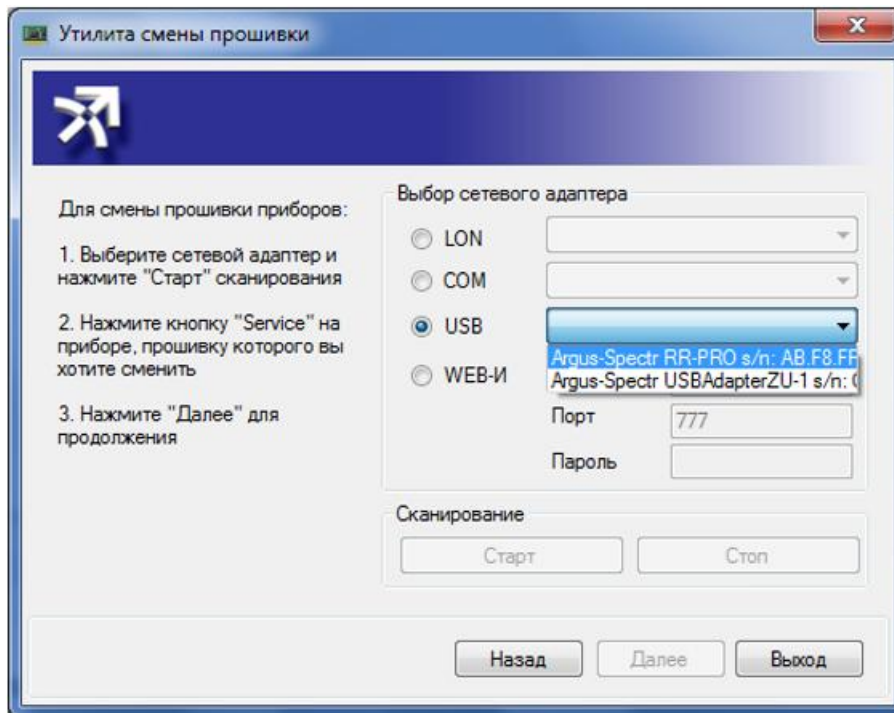 Утилита смены прошивки
Для смены прошивки приборов:
1. Выберите сетевой адаптер и
нажмите "Старт" сканирования
2. Нажмите кнопку "Service" на
приборе, прошивку которого вы
хотите сменить
3. Нажмите "Далее" для
продолжения
Выбор сетевого адаптера
LON
COM
USB
Argus-Spectr RR-PRO s/n: AB.F8.FF
WEB-И
Argus-Spectr USBAdapterZU-1 s/n:
Порт
777
Пароль
Сканирование
Старт
Стоп
Назад
Далее
Выход